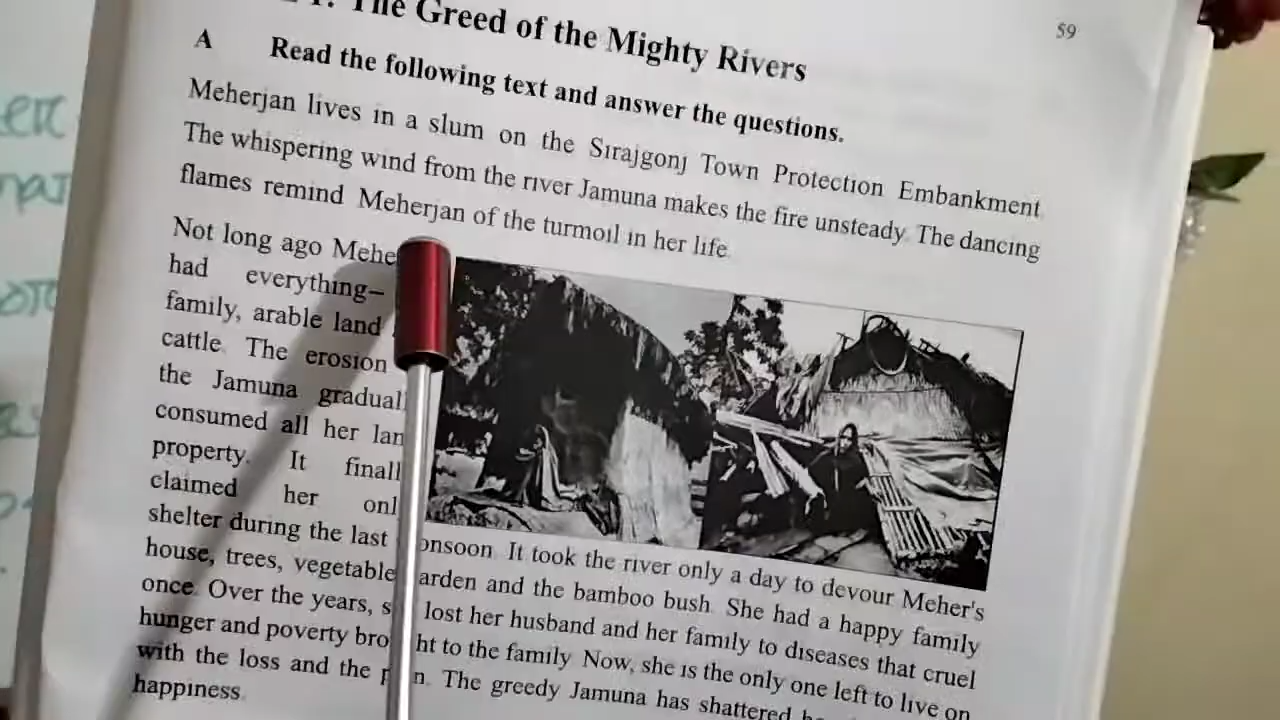 59
The Greed of the Mighty Rivers
A Read the following text and answer the questions.
Meherjan lives in a slum on the Sirajgonj Town Protection Embankment
The whispering wind from the river Jamuna makes the fire unsteady. The dancing
flames remind Meherjan of the turmoil in her life.
Not long ago Mehe
had everything–
family, arable land
cattle. The erosion
the Jamuna gradual
consumed all her lan
property. It finall
claimed her onl
shelter during the last onsoon. It took the river only a day to devour Meher's
house, trees, vegetable arden and the bamboo bush. She had a happy family
once. Over the years, s lost her husband and her family to diseases that cruel
hunger and poverty bro ht to the family. Now, she is the only one left to live on
with the loss and the p n. The greedy Jamuna has shattered
happiness.